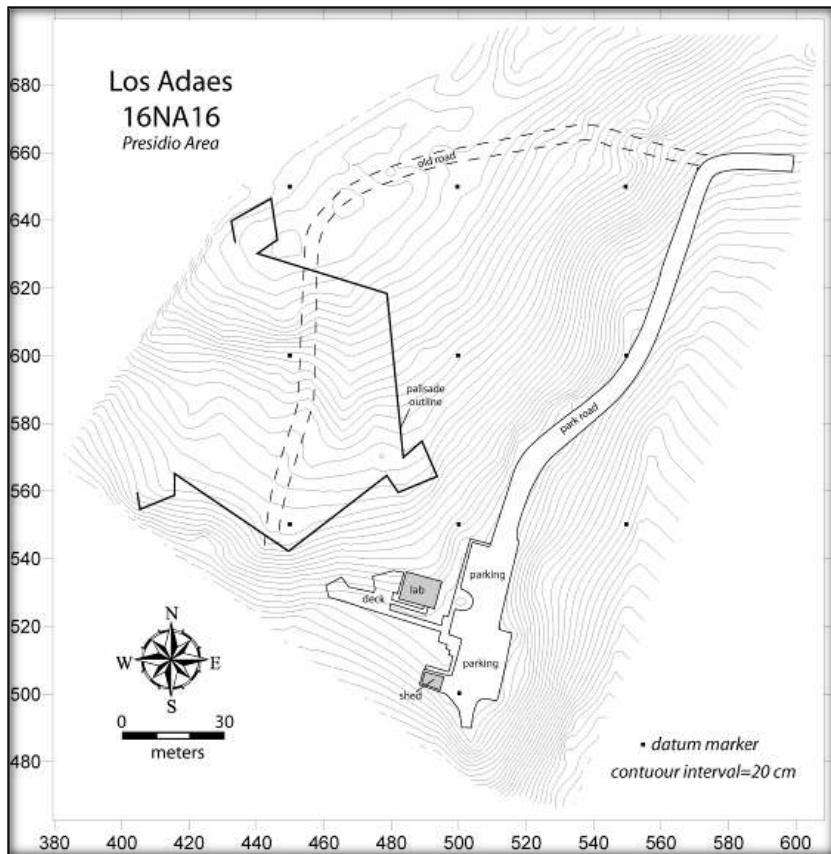 Los Adaes
16NA16
Presidio Area
680
660
640
620
600
580
560
540
520
500
480
old road
palisade
outline
park road
parking
lab
deck
parking
shed
N
W E
S
0 30
meters
datum marker
contuour interval=20 cm
380 400 420 440 460 480 500 520 540 560 580 600